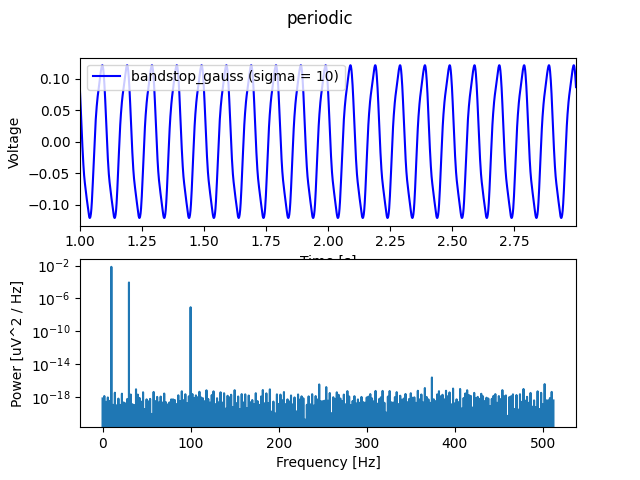 periodic
bandstop_gauss (sigma = 10)
Voltage
0.10
0.05
0.00
−0.05
−0.10
1.00 1.25 1.50 1.75 2.00 2.25 2.50 2.75
Time [s]
Power [uV^2 / Hz]
10^−2
10^−6
10^−10
10^−14
10^−18
0 100 200 300 400 500
Frequency [Hz]